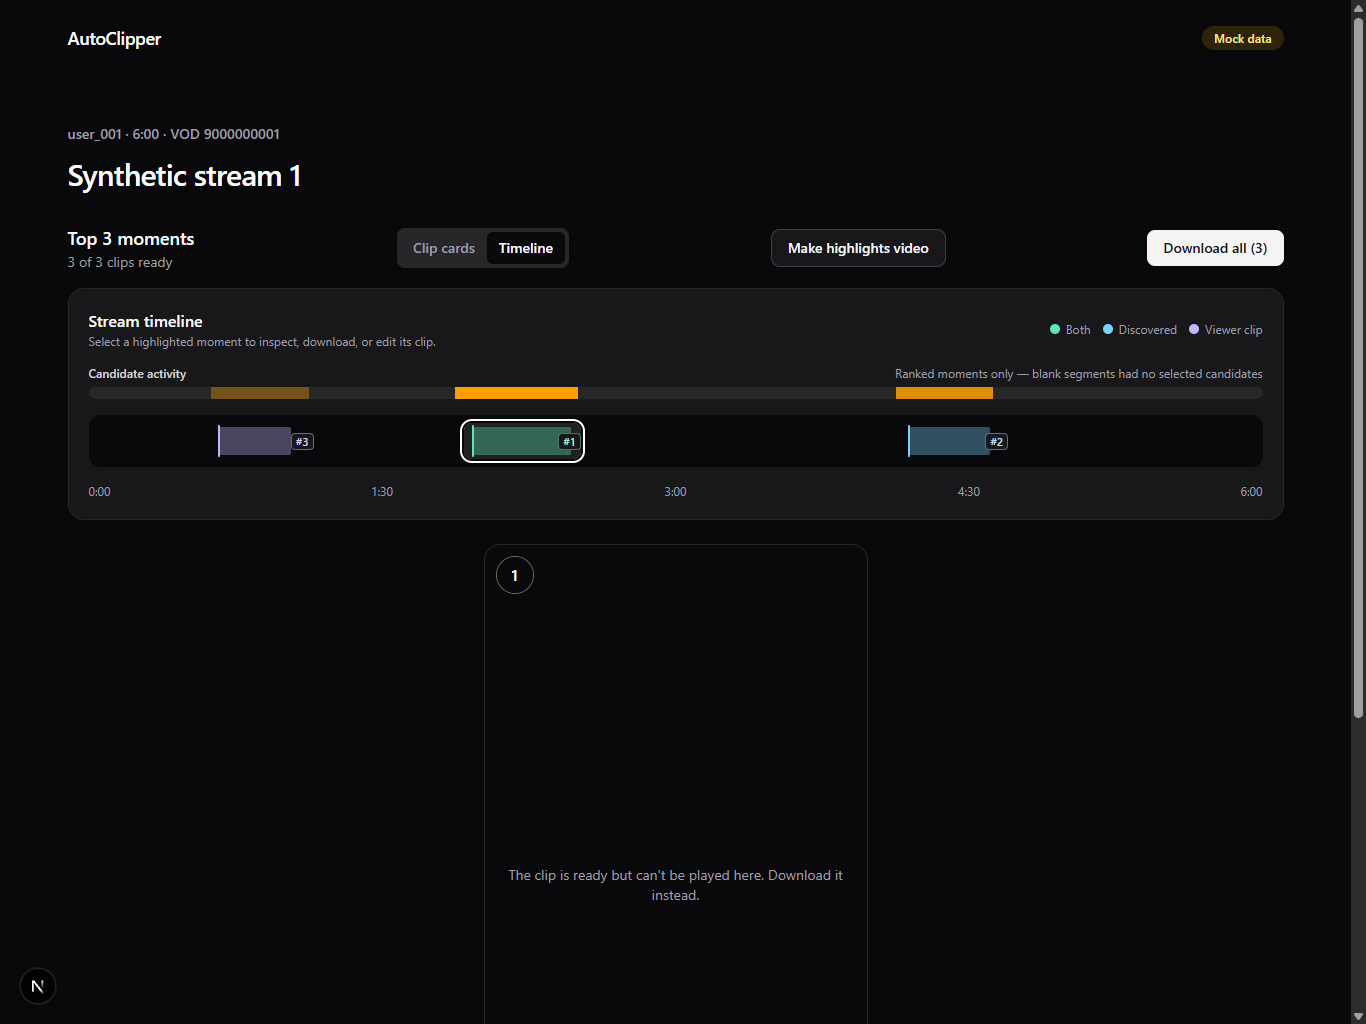 AutoClipper
Mock data
user_001 · 6:00 · VOD 9000000001
Synthetic stream 1
Top 3 moments
3 of 3 clips ready
Clip cards
Timeline
Make highlights video
Download all (3)
Stream timeline
Select a highlighted moment to inspect, download, or edit its clip.
Both
Discovered
Viewer clip
Candidate activity
Ranked moments only — blank segments had no selected candidates
#3
#1
#2
0:00
1:30
3:00
4:30
6:00
1
The clip is ready but can't be played here. Download it
instead.
N